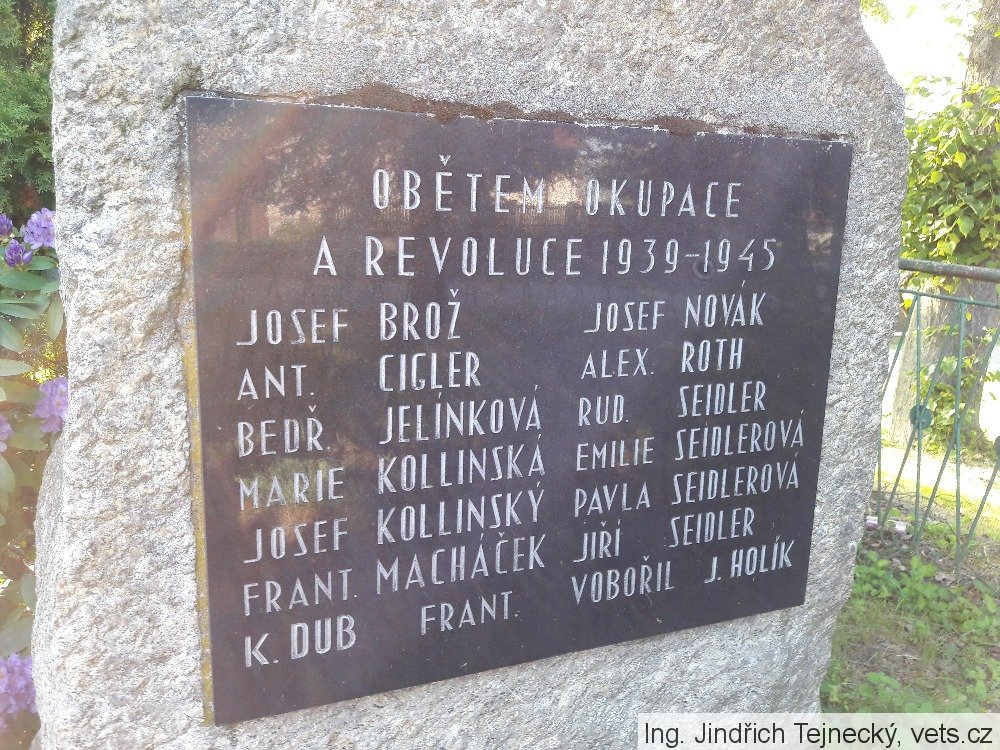 OBĚTEM OKUPACE
A REVOLUCE 1939-1945
JOSEF BROŽ JOSEF NOVÁK
ANT. CIGLER ALEX. ROTH
BEDŘ. JELÍNKOVÁ RUD. SEIDLER
MARIE KOLLINSKÁ EMILIE SEIDLEROVÁ
JOSEF KOLLINSKÝ PAVLA SEIDLEROVÁ
FRANT. MACHÁČEK JIŘÍ SEIDLER
K. DUB FRANT. VOBOŘIL J. HOLÍK
Ing. Jindřich Tejnecký, vets.cz